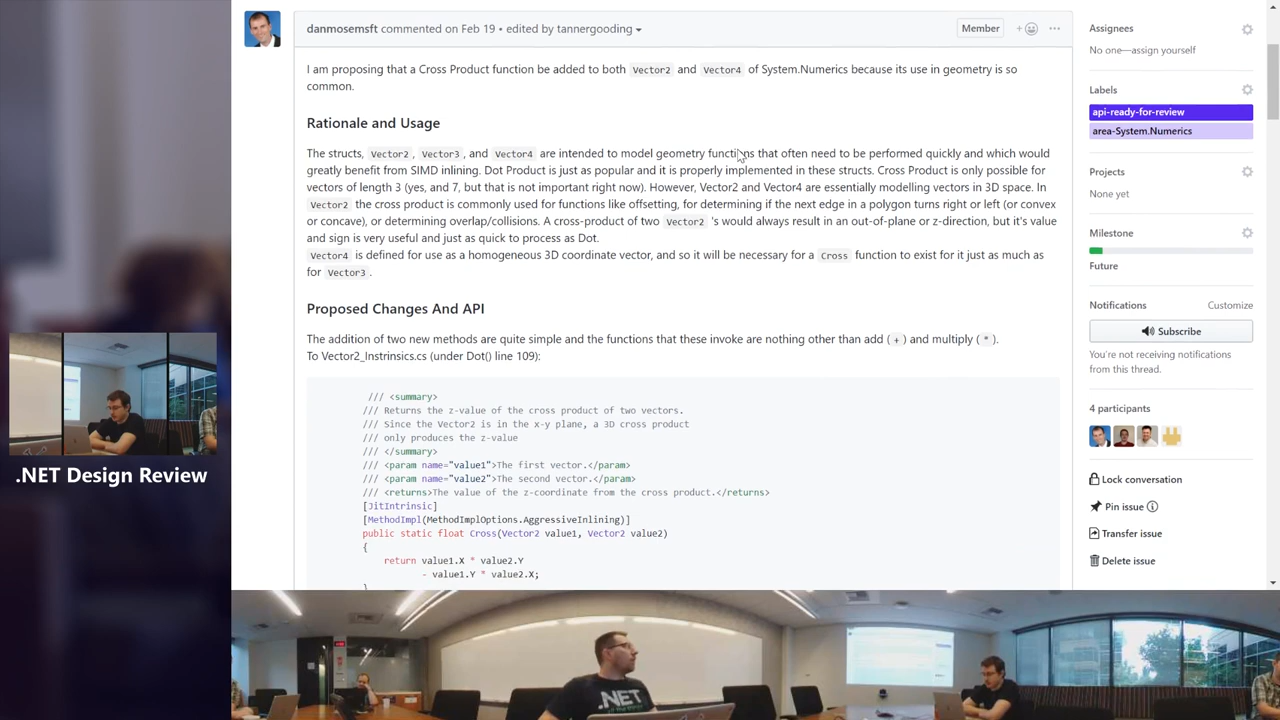 danmosemsft commented on Feb 19 • edited by tannergooding
Member
I am proposing that a Cross Product function be added to both Vector2 and Vector4 of System.Numerics because its use in geometry is so
common.
Rationale and Usage
The structs, Vector2 , Vector3 , and Vector4 are intended to model geometry functions that often need to be performed quickly and which would
greatly benefit from SIMD inlining. Dot Product is just as popular and it is properly implemented in these structs. Cross Product is only possible for
vectors of length 3 (yes, and 7, but that is not important right now). However, Vector2 and Vector4 are essentially modelling vectors in 3D space. In
Vector2 the cross product is commonly used for functions like offsetting, for determining if the next edge in a polygon turns right or left (or convex
or concave), or determining overlap/collisions. A cross-product of two Vector2 's would always result in an out-of-plane or z-direction, but it's value
and sign is very useful and just as quick to process as Dot.
Vector4 is defined for use as a homogeneous 3D coordinate vector, and so it will be necessary for a Cross function to exist for it just as much as
for Vector3 .
Proposed Changes And API
The addition of two new methods are quite simple and the functions that these invoke are nothing other than add ( + ) and multiply ( * ).
To Vector2_Instrinsics.cs (under Dot() line 109):
/// <summary>
/// Returns the z-value of the cross product of two vectors.
/// Since the Vector2 is in the x-y plane, a 3D cross product
/// only produces the z-value
/// </summary>
/// <param name="value1">The first vector.</param>
/// <param name="value2">The second vector.</param>
/// <returns>The value of the z-coordinate from the cross product.</returns>
[JitIntrinsic]
[MethodImpl(MethodImplOptions.AggressiveInlining)]
public static float Cross(Vector2 value1, Vector2 value2)
{
return value1.X * value2.Y
- value1.Y * value2.X;
}
Assignees
No one—assign yourself
Labels
api-ready-for-review
area-System.Numerics
Projects
None yet
Milestone
Future
Notifications
Customize
Subscribe
You're not receiving notifications
from this thread.
4 participants
Lock conversation
Pin issue
Transfer issue
Delete issue
.NET Design Review
.NET